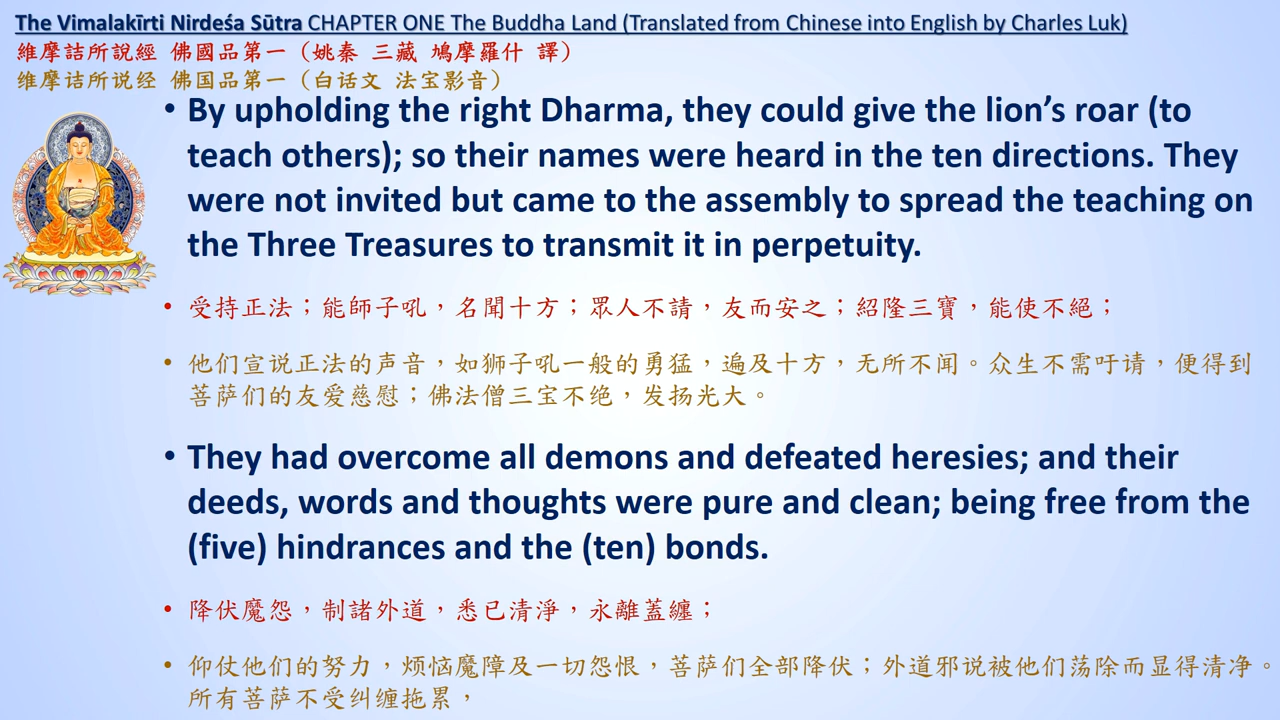 The Vimalakīrti Nirdeśa Sūtra CHAPTER ONE The Buddha Land (Translated from Chinese into English by Charles Luk)
維摩詰所說經 佛國品第一（姚秦 三藏 鳩摩羅什 譯）
维摩诘所说经 佛国品第一（白话文 法宝影音）
• By upholding the right Dharma, they could give the lion’s roar (to
teach others); so their names were heard in the ten directions. They
were not invited but came to the assembly to spread the teaching on
the Three Treasures to transmit it in perpetuity.
• 受持正法；能師子吼，名聞十方；眾人不請，友而安之；紹隆三寶，能使不絕；
• 他们宣说正法的声音，如狮子吼一般的勇猛，遍及十方，无所不闻。众生不需吁请，便得到
菩萨们的友爱慈慰；佛法僧三宝不绝，发扬光大。
• They had overcome all demons and defeated heresies; and their
deeds, words and thoughts were pure and clean; being free from the
(five) hindrances and the (ten) bonds.
• 降伏魔怨，制諸外道，悉已清淨，永離蓋纏；
• 仰仗他们的努力，烦恼魔障及一切怨恨，菩萨们全部降伏；外道邪说被他们荡除而显得清净。
所有菩萨不受纠缠拖累，